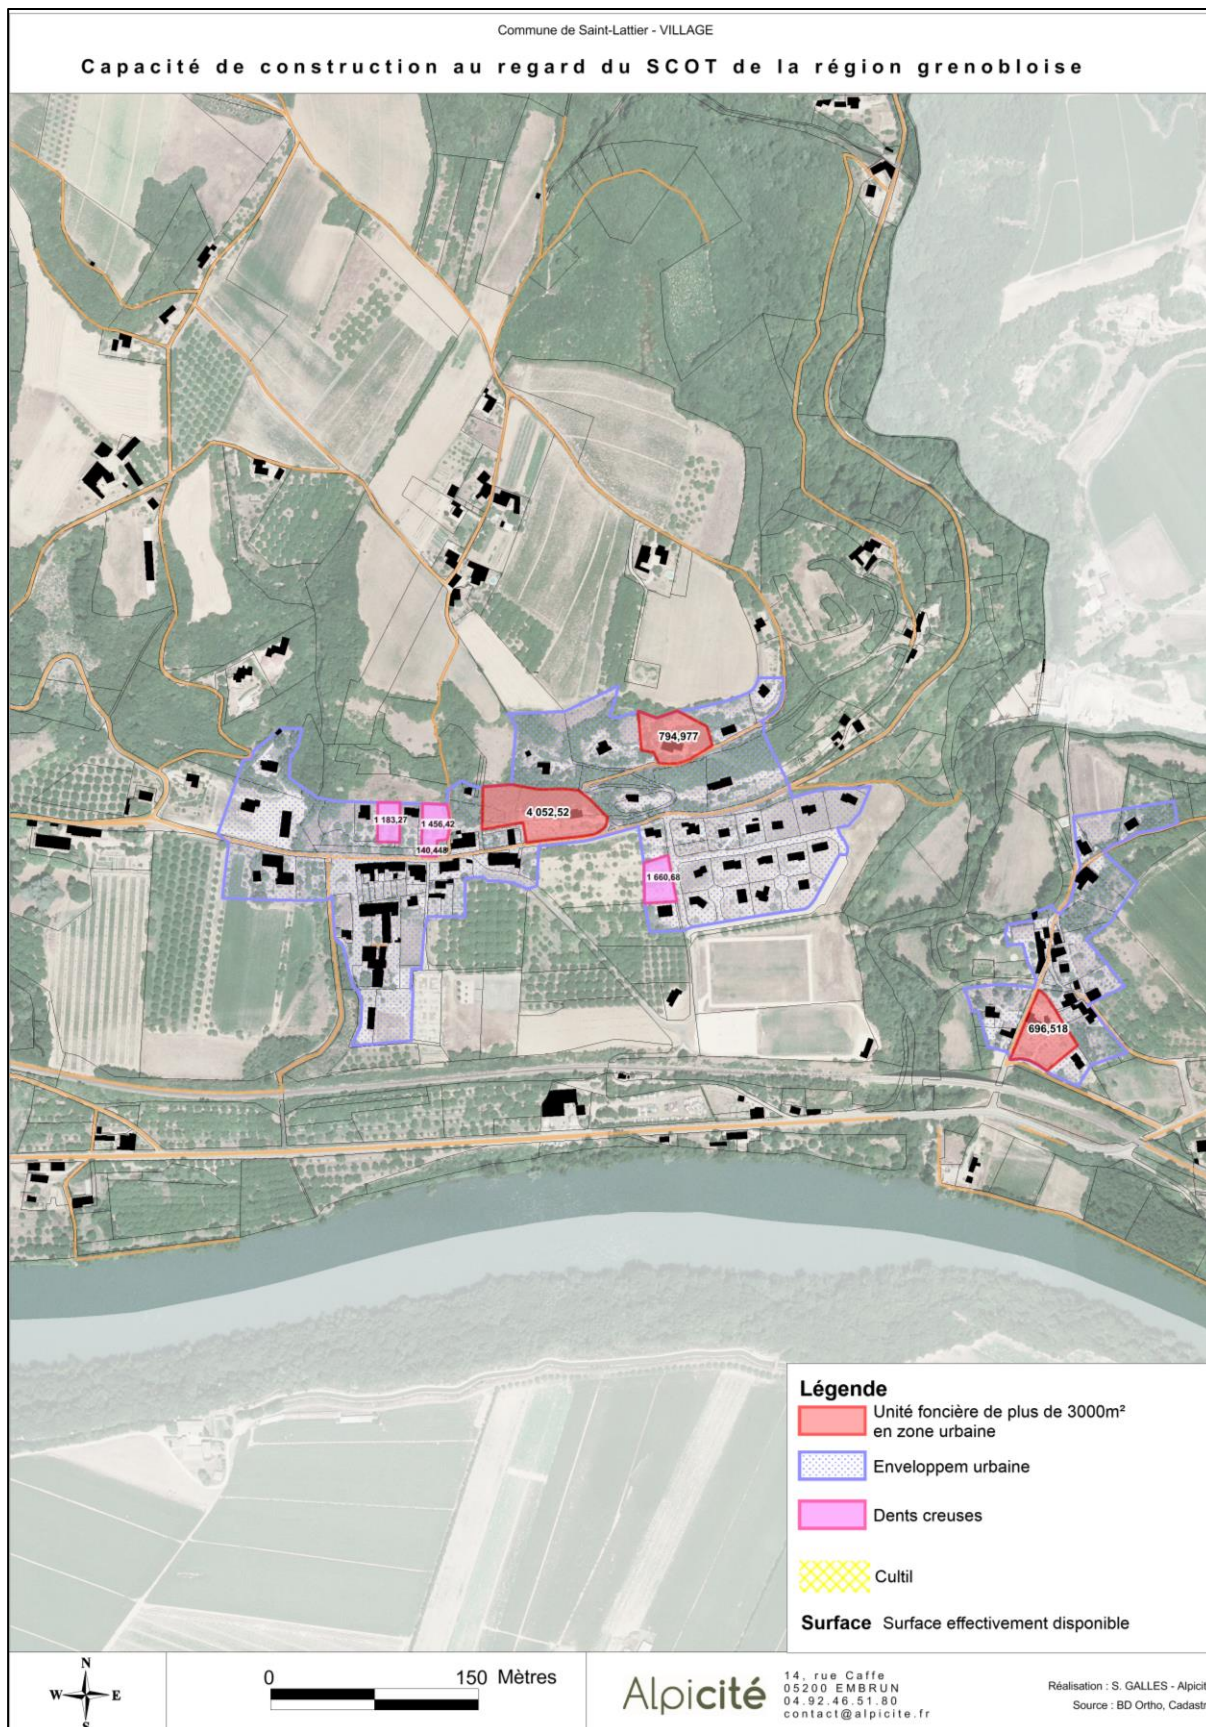 Commune de Saint-Lattier - VILLAGE
Capacité de construction au regard du SCOT de la région grenobloise
794,977
4 052,52
1 183,27
1 456,42
140,448
1 660,68
696,518
Légende
Unité foncière de plus de 3000m²
en zone urbaine
Enveloppem urbaine
Dents creuses
Cultil
Surface Surface effectivement disponible
N
W E
S
0 150 Mètres
Alpicité
14, rue Caffe
05200 EMBRUN
04.92.46.51.80
contact@alpicite.fr
Réalisation : S. GALLES - Alpicit
Source : BD Ortho, Cadast